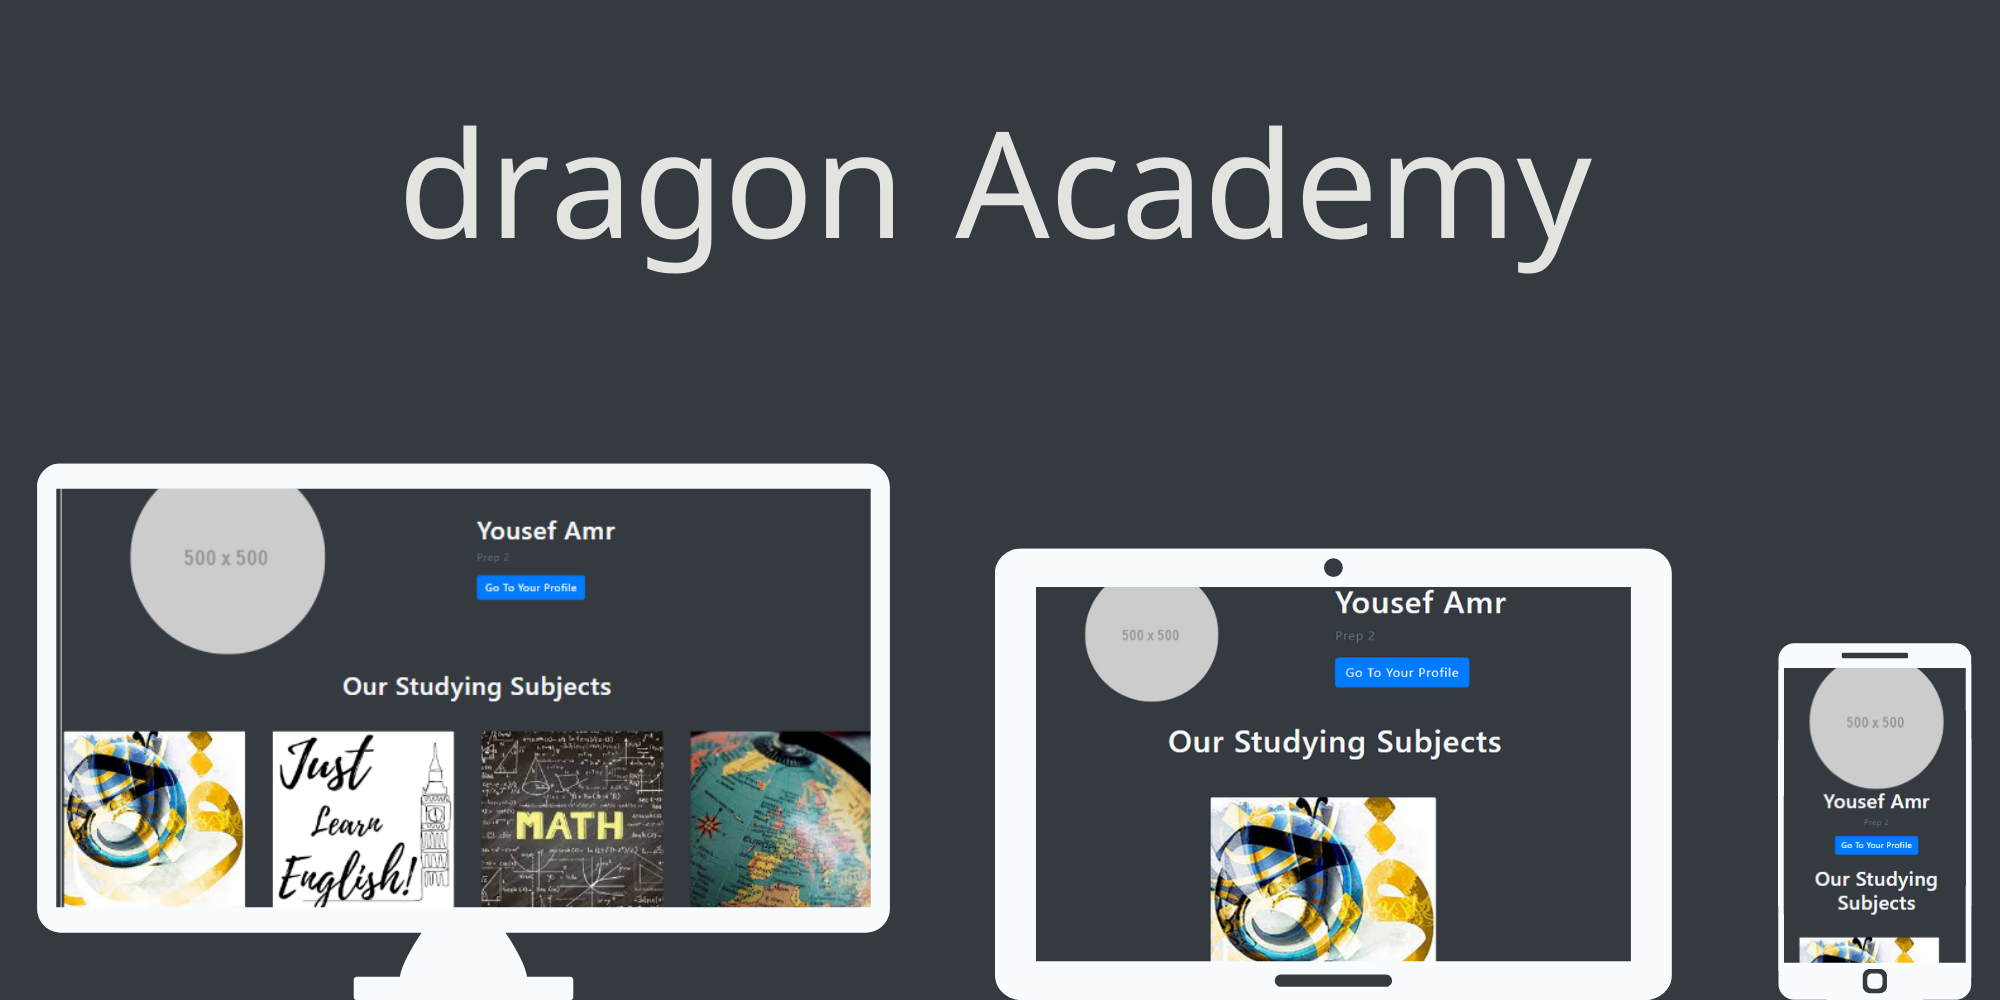 dragon Academy
500 x 500
Yousef Amr
Prep 2
Go To Your Profile
Our Studying Subjects
Just
Learn
English!
MATH
EUROPE
500 x 500
Yousef Amr
Prep 2
Go To Your Profile
Our Studying Subjects
500 x 500
Yousef Amr
Prep 2
Go To Your Profile
Our Studying
Subjects